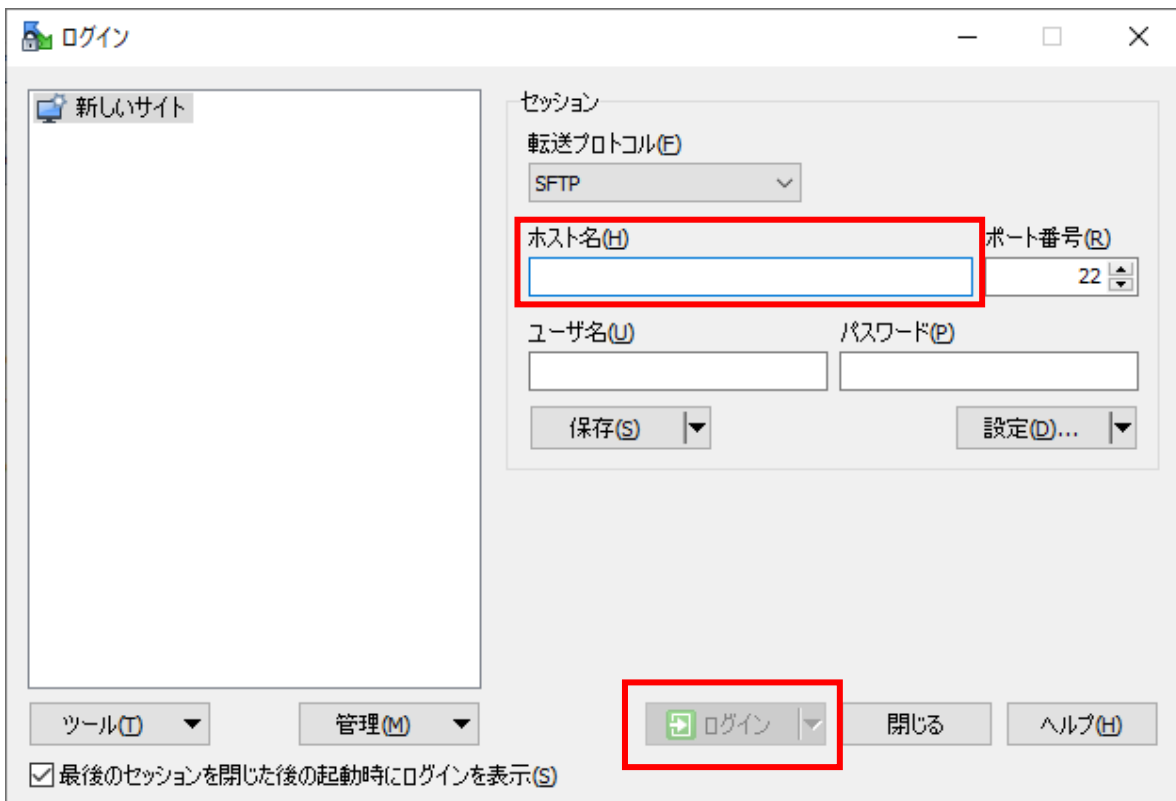 ログイン
新しいサイト
セッション
転送プロトコル(F)
SFTP
ホスト名(H)
ポート番号(R)
22
ユーザ名(U)
パスワード(P)
保存(S)
設定(D)...
ツール(T)
管理(M)
ログイン
閉じる
ヘルプ(H)
最後のセッションを閉じた後の起動時にログインを表示(S)